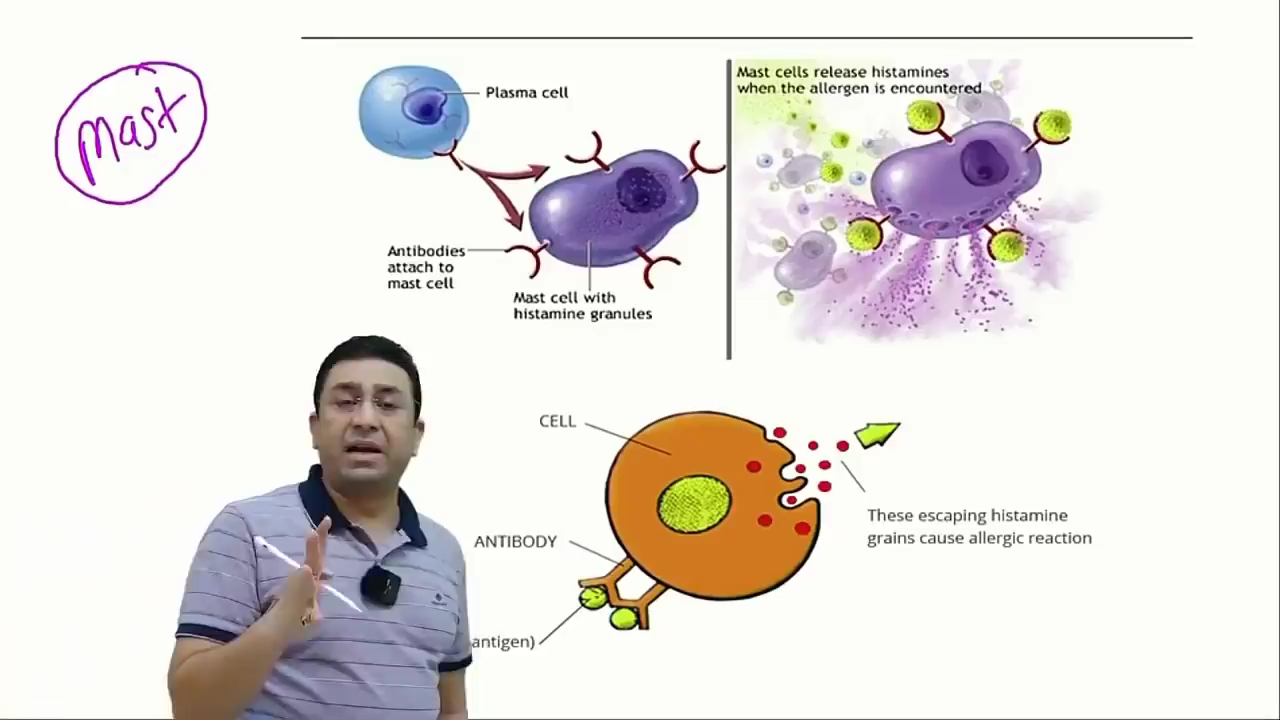 mast
Plasma cell
Antibodies
attach to
mast cell
Mast cell with
histamine granules
Mast cells release histamines
when the allergen is encountered
CELL
ANTIBODY
antigen)
These escaping histamine
grains cause allergic reaction